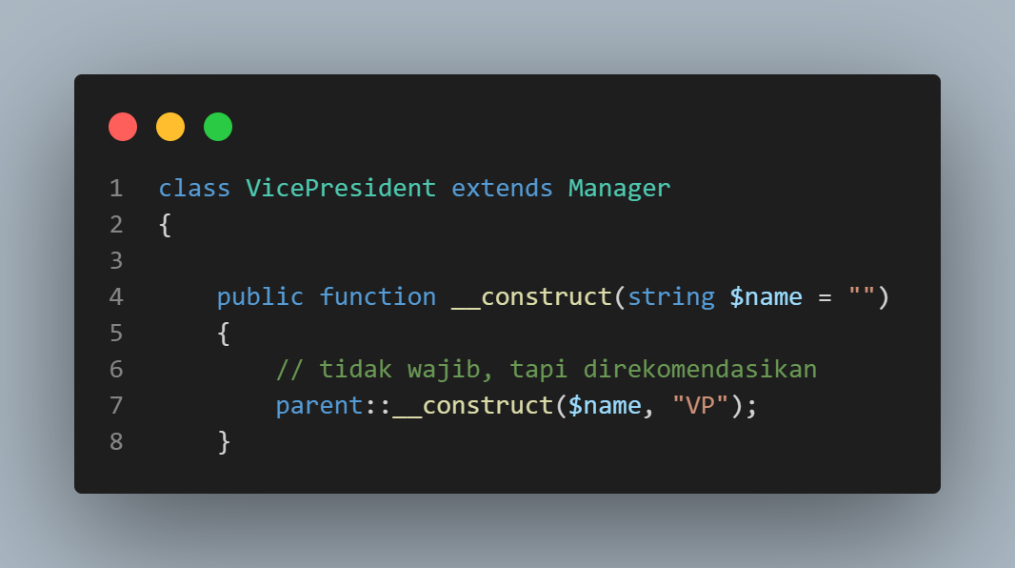 1 class VicePresident extends Manager
2 {
3
4     public function __construct(string $name = "")
5     {
6         // tidak wajib, tapi direkomendasikan
7         parent::__construct($name, "VP");
8     }